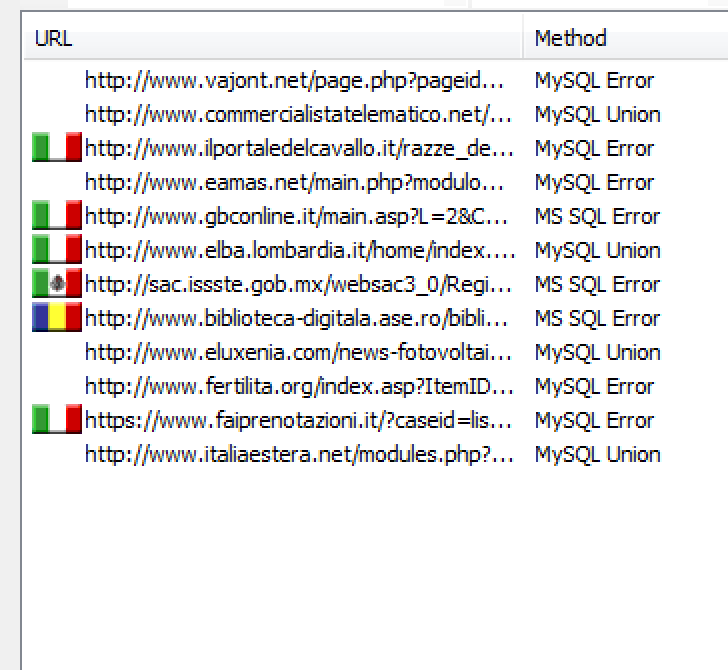 URL Method
http://www.vajont.net/page.php?pageid... MySQL Error
http://www.commercialistatelematico.net/... MySQL Union
http://www.ilportaledelcavallo.it/razze_de... MySQL Error
http://www.eamas.net/main.php?modulo... MySQL Error
http://www.gbconline.it/main.asp?L=2&C... MS SQL Error
http://www.elba.lombardia.it/home/index.... MySQL Union
http://sac.issste.gob.mx/websac3_0/Regi... MS SQL Error
http://www.biblioteca-digitala.ase.ro/bibli... MS SQL Error
http://www.eluxenia.com/news-fotovoltai... MySQL Union
http://www.fertilita.org/index.asp?ItemID... MySQL Error
https://www.faiprenotazioni.it/?caseid=lis... MySQL Error
http://www.italiaestera.net/modules.php?... MySQL Union